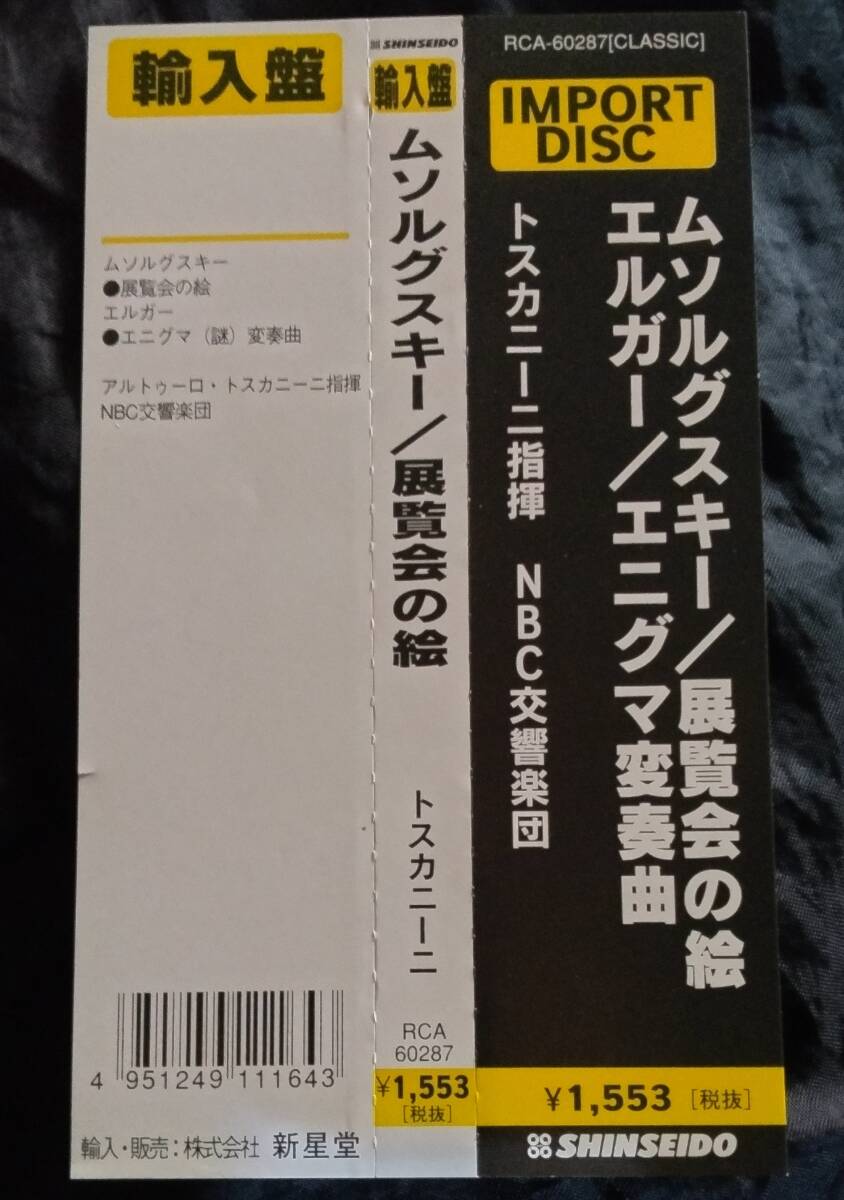 輸入盤
ムソルグスキー
●展覧会の絵
エルガー
●エニグマ（謎）変奏曲
アルトゥーロ・トスカニーニ指揮
NBC交響楽団
4 951249 111643
輸入・販売：株式会社 新星堂
SHINSEIDO
輸入盤
ムソルグスキー／展覧会の絵
トスカニーニ
RCA
60287
¥1,553
［税抜］
RCA-60287[CLASSIC]
IMPORT
DISC
ムソルグスキー／展覧会の絵
エルガー／エニグマ変奏曲
トスカニーニ指揮 NBC交響楽団
¥1,553 ［税抜］
SHINSEIDO